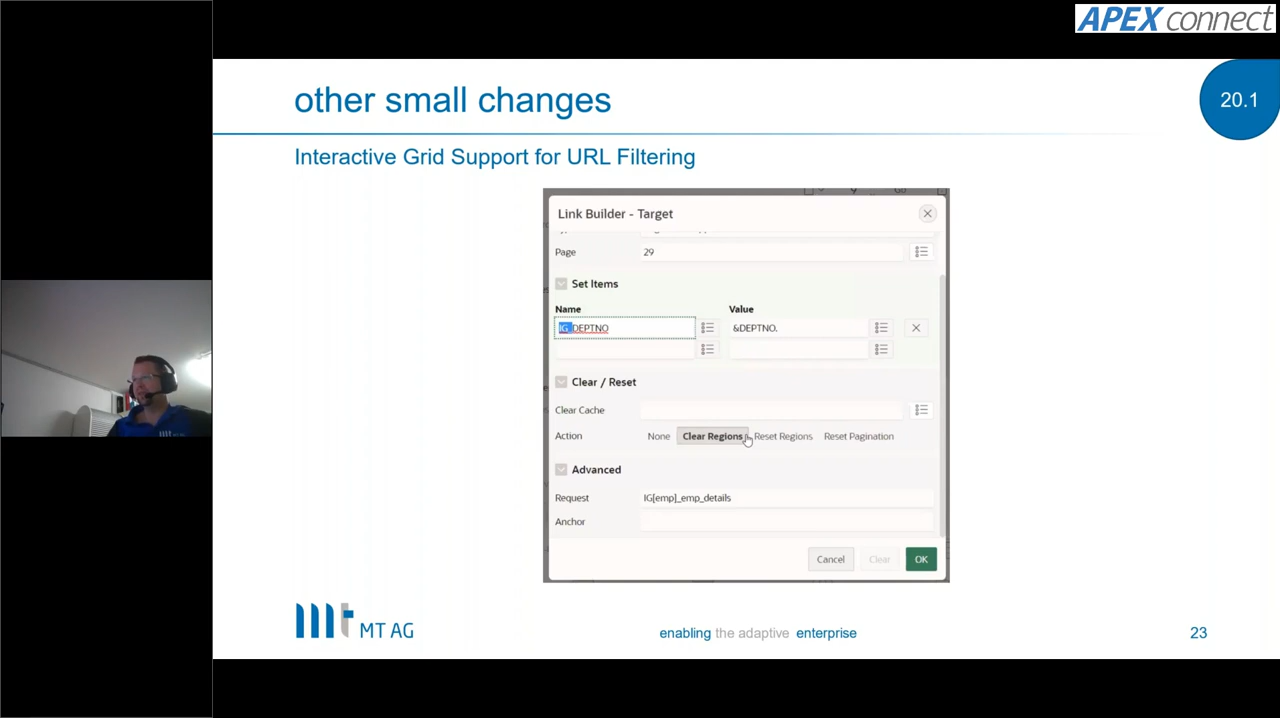 APEX connect
other small changes
20.1
Interactive Grid Support for URL Filtering
Link Builder - Target
Page 29
Set Items
Name Value
IG_DEPTNO &DEPTNO.
Clear / Reset
Clear Cache
Action None Clear Regions Reset Regions Reset Pagination
Advanced
Request IG[emp]_emp_details
Anchor
Cancel Clear OK
MT AG
enabling the adaptive enterprise
23